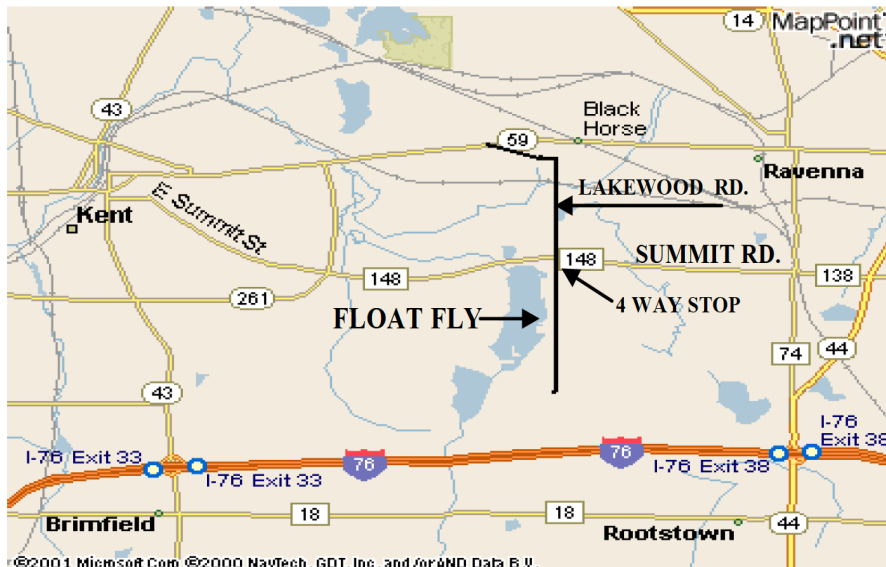 14
MapPoint
.net
43
Black
Horse
59
Ravenna
LAKEWOOD RD.
Kent
E Summit St
148
148
SUMMIT RD.
138
261
4 WAY STOP
FLOAT FLY
74
44
43
I-76
Exit 38
I-76 Exit 33
76
76
I-76 Exit 38
I-76 Exit 33
18
18
Brimfield
Rootstown
44
©2001 Microsoft Corp ©2000 NavTech, GDT, Inc. and/or AND Data B.V.